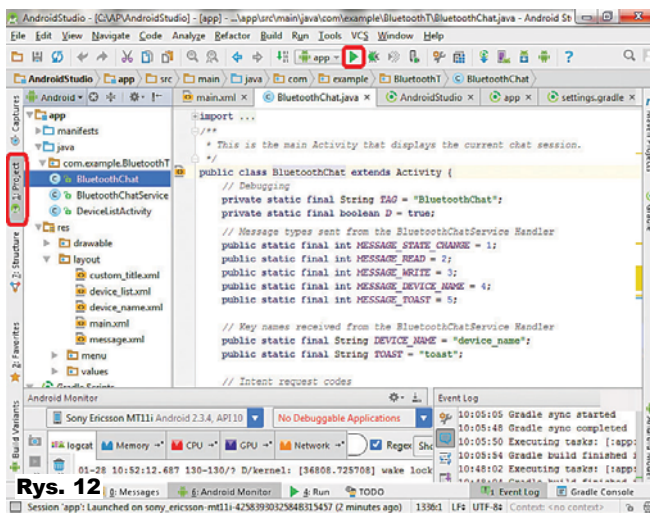 AndroidStudio - [C:\AP\AndroidStudio] - [app] - ...\app\src\main\java\com\example\BluetoothT\BluetoothChat.java - Android St
File Edit View Navigate Code Analyze Refactor Build Run Tools VCS Window Help
app
AndroidStudio app src main java com example BluetoothT BluetoothChat
Android main.xml BluetoothChat.java AndroidStudio app settings.gradle
Captures
1: Project
7: Structure
2: Favorites
Build Variants
app
manifests
java
com.example.BluetoothT
BluetoothChat
BluetoothChatService
DeviceListActivity
res
drawable
layout
custom_title.xml
device_list.xml
device_name.xml
main.xml
message.xml
menu
values
Gradle Scripts
import ...
/**
* This is the main Activity that displays the current chat session.
*/
public class BluetoothChat extends Activity {
// Debugging
private static final String TAG = "BluetoothChat";
private static final boolean D = true;
// Message types sent from the BluetoothChatService Handler
public static final int MESSAGE_STATE_CHANGE = 1;
public static final int MESSAGE_READ = 2;
public static final int MESSAGE_WRITE = 3;
public static final int MESSAGE_DEVICE_NAME = 4;
public static final int MESSAGE_TOAST = 5;
// Key names received from the BluetoothChatService Handler
public static final String DEVICE_NAME = "device_name";
public static final String TOAST = "toast";
// Intent request codes
Gradle
Android Monitor
Sony Ericsson MT11i Android 2.3.4, API 10 No Debuggable Applications
logcat Memory CPU GPU Network Regex Sho
01-28 10:52:12.687 130-130/? D/kernel: [36808.725708] wake lock
Event Log
10:05:05 Gradle sync started
10:05:48 Gradle sync completed
10:05:50 Executing tasks: [:app:
10:05:54 Gradle build finished i
10:48:02 Executing tasks: [:app:
Rys. 12
0: Messages 6: Android Monitor 4: Run TODO 1 Event Log Gradle Console
Session 'app': Launched on sony_ericsson-mt11i-42583930325848315457 (2 minutes ago) 1336:1 LF UTF-8 Context: <no context>